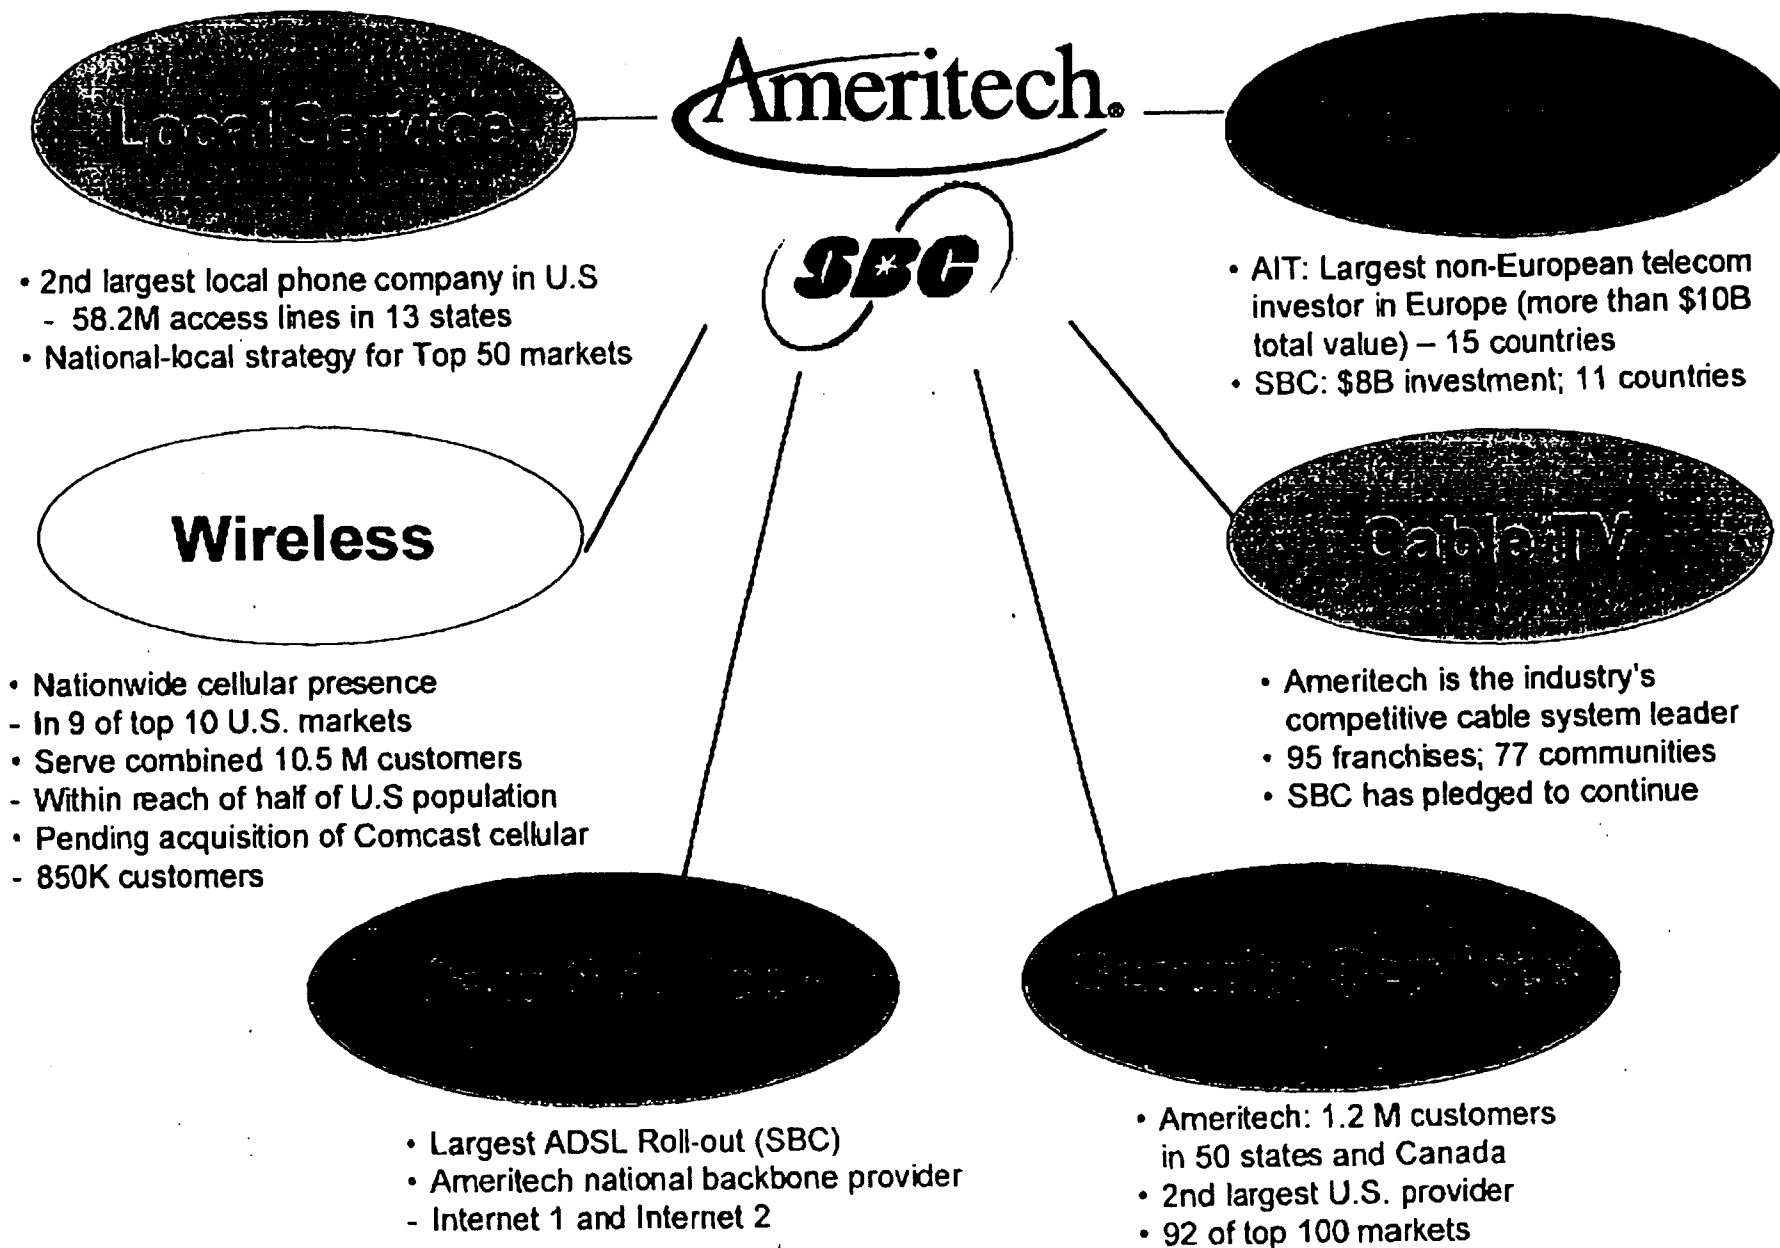 Ameritech®
SBC
Local Service
• 2nd largest local phone company in U.S
- 58.2M access lines in 13 states
• National-local strategy for Top 50 markets
• AIT: Largest non-European telecom
investor in Europe (more than $10B
total value) – 15 countries
• SBC: $8B investment; 11 countries
Wireless
• Nationwide cellular presence
- In 9 of top 10 U.S. markets
• Serve combined 10.5 M customers
- Within reach of half of U.S population
• Pending acquisition of Comcast cellular
- 850K customers
Cable TV
• Ameritech is the industry's
competitive cable system leader
• 95 franchises; 77 communities
• SBC has pledged to continue
• Largest ADSL Roll-out (SBC)
• Ameritech national backbone provider
- Internet 1 and Internet 2
• Ameritech: 1.2 M customers
in 50 states and Canada
• 2nd largest U.S. provider
• 92 of top 100 markets